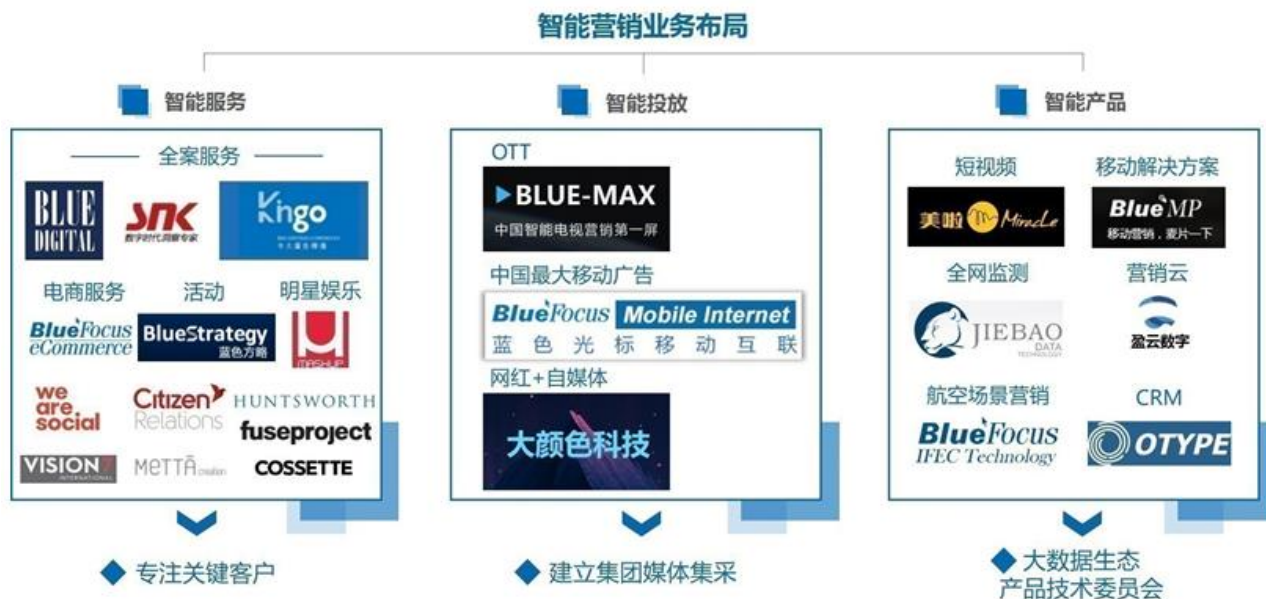 智能营销业务布局
智能服务
全案服务
BLUE
DIGITAL
SNK
数字时代洞察专家
Kingo
电商服务
活动
明星娱乐
BlueFocus
eCommerce
BlueStrategy
蓝色方略
MASHUP
we
are
social
Citizen
Relations
HUNTSWORTH
fuseproject
VISION7
INTERNATIONAL
METTĀ creation
COSSETTE
专注关键客户
智能投放
OTT
BLUE-MAX
中国智能电视营销第一屏
中国最大移动广告
BlueFocus Mobile Internet
蓝色光标移动互联
网红+自媒体
大颜色科技
建立集团媒体集采
智能产品
短视频
移动解决方案
美啦 Miracle
Blue'MP
移动营销，麦片一下
全网监测
营销云
JIEBAO
DATA
TECHNOLOGY
盈云数字
航空场景营销
CRM
BlueFocus
IFEC Technology
OTYPE
大数据生态
产品技术委员会